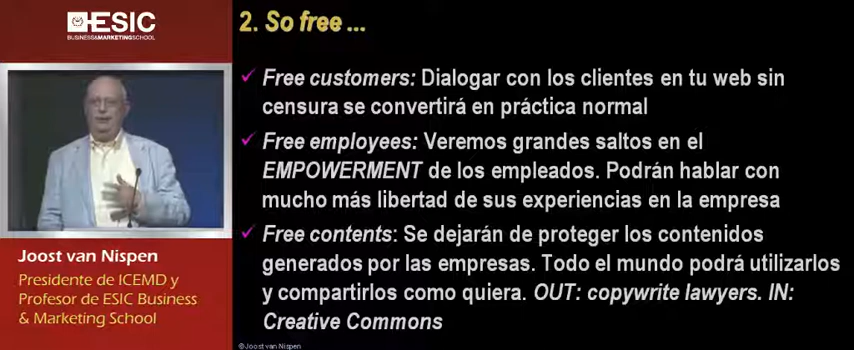 ESIC
BUSINESS&MARKETINGSCHOOL
Joost van Nispen
Presidente de ICEMD y
Profesor de ESIC Business
& Marketing School
2. So free ...
✓ Free customers: Dialogar con los clientes en tu web sin
censura se convertirá en práctica normal
✓ Free employees: Veremos grandes saltos en el
EMPOWERMENT de los empleados. Podrán hablar con
mucho más libertad de sus experiencias en la empresa
✓ Free contents: Se dejarán de proteger los contenidos
generados por las empresas. Todo el mundo podrá utilizarlos
y compartirlos como quiera. OUT: copywrite lawyers. IN:
Creative Commons
©Joost van Nispen